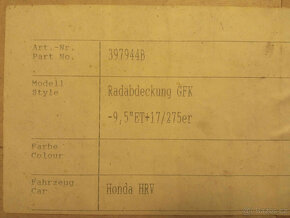 Art.-Nr.
Part No.
397944B
Modell
Style
Radabdeckung GFK
-9,5"ET+17/275er
Farbe
Colour
Fahrzeug
Car
Honda HRV